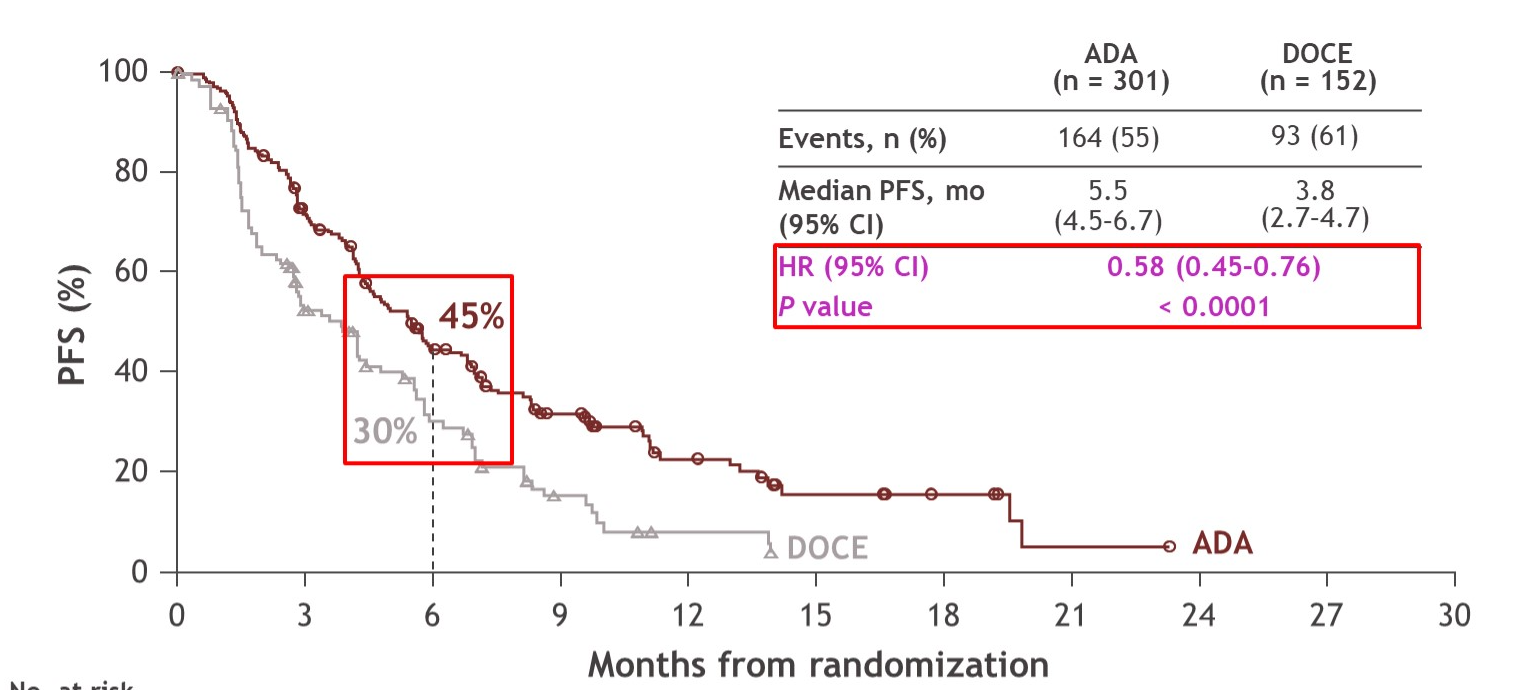 ADA DOCE
(n = 301) (n = 152)
Events, n (%) 164 (55) 93 (61)
Median PFS, mo 5.5 3.8
(95% CI) (4.5-6.7) (2.7-4.7)
HR (95% CI) 0.58 (0.45-0.76)
P value < 0.0001
PFS (%)
100
80
60
40
20
0
45%
30%
DOCE
ADA
0 3 6 9 12 15 18 21 24 27 30
Months from randomization
No. at risk